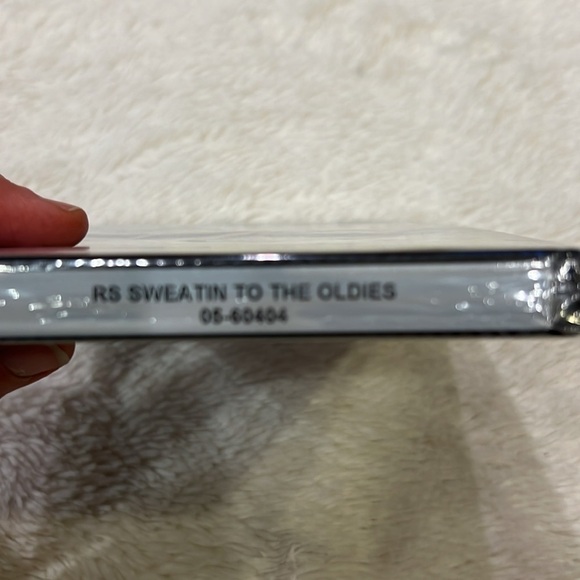 RS SWEATIN TO THE OLDIES
05-60404